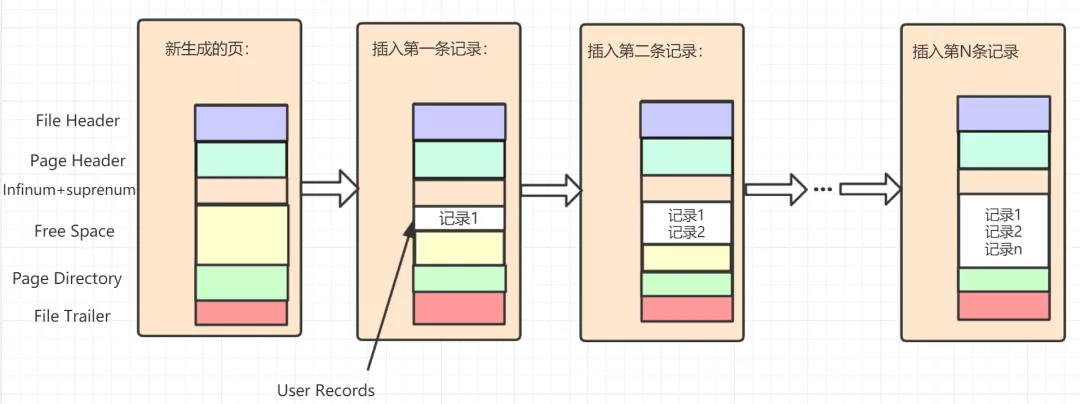 新生成的页：
插入第一条记录：
插入第二条记录：
插入第N条记录
File Header
Page Header
Infinum+suprenum
Free Space
Page Directory
File Trailer
记录1
记录1
记录2
...
记录1
记录2
记录n
User Records